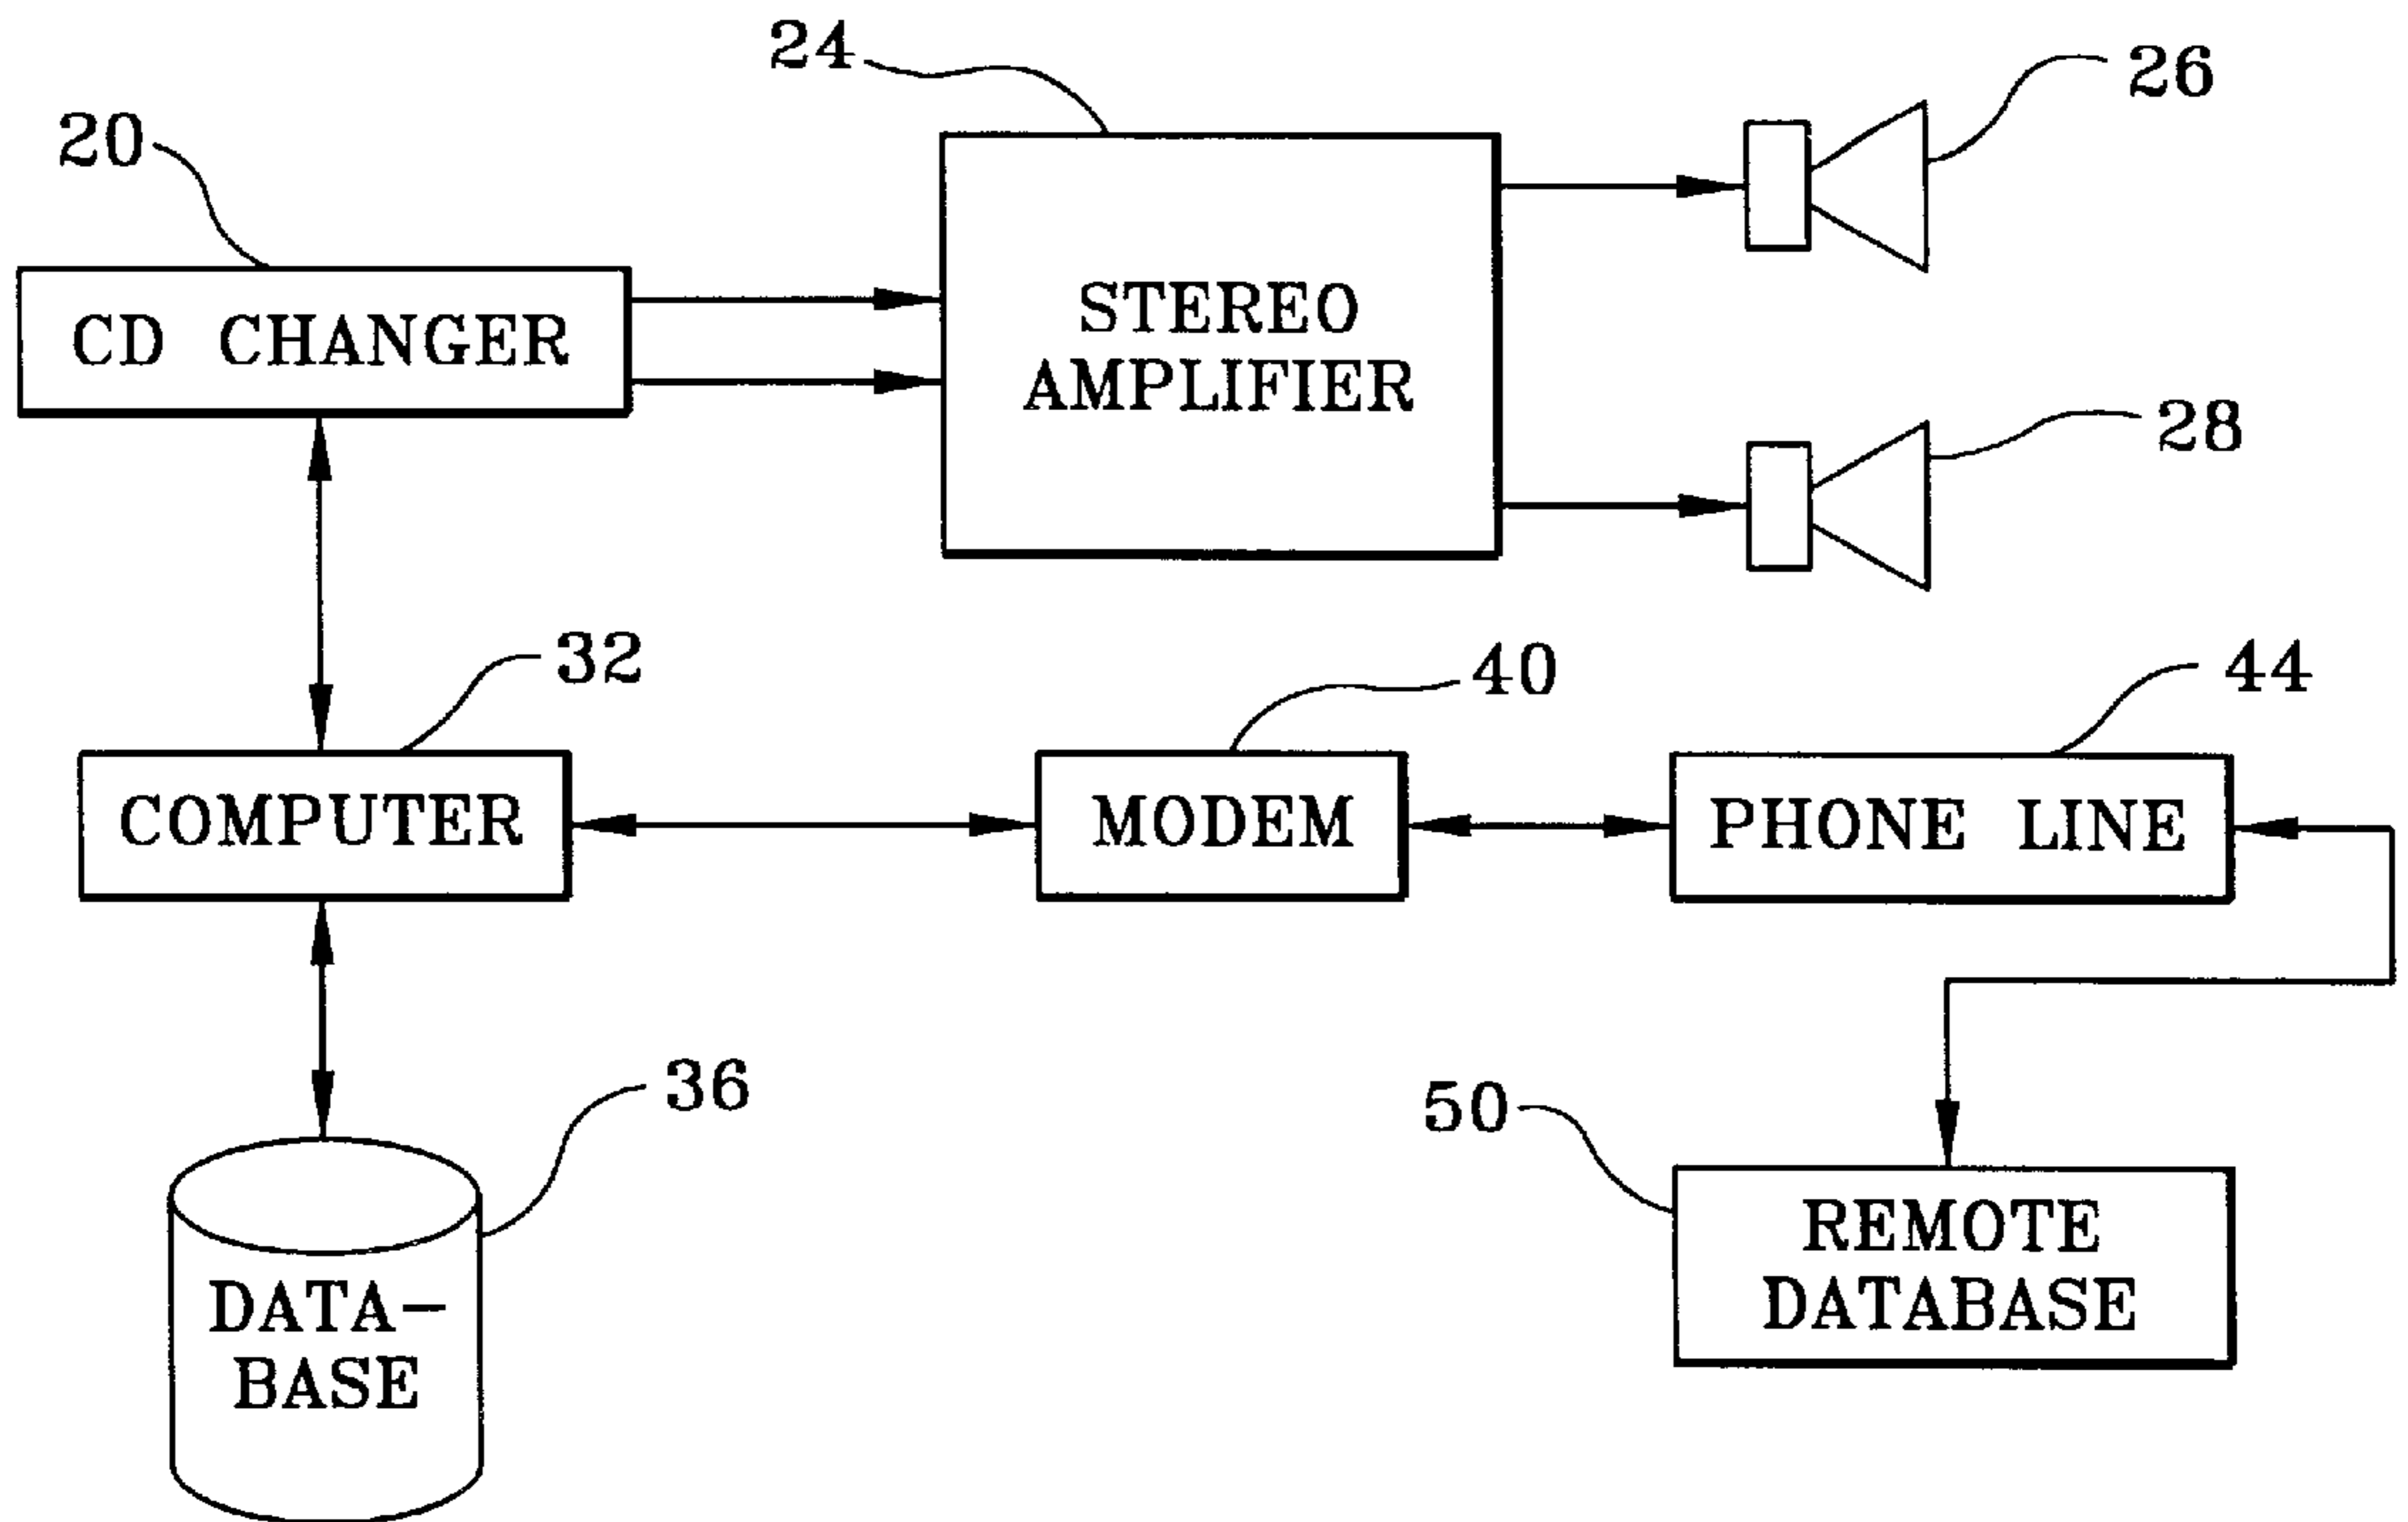 24
26
20
STEREO
AMPLIFIER
CD CHANGER
28
32
40
44
COMPUTER
MODEM
PHONE LINE
36
50
DATA-
BASE
REMOTE
DATABASE